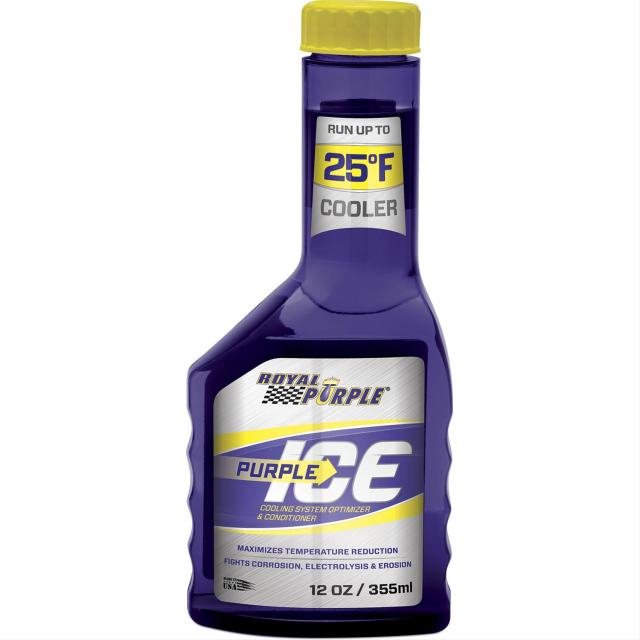 RUN UP TO
25°F
COOLER
ROYAL
PURPLE®
ICE
PURPLE
COOLING SYSTEM OPTIMIZER
& CONDITIONER
MAXIMIZES TEMPERATURE REDUCTION
FIGHTS CORROSION, ELECTROLYSIS & EROSION
USA
12 OZ / 355ml